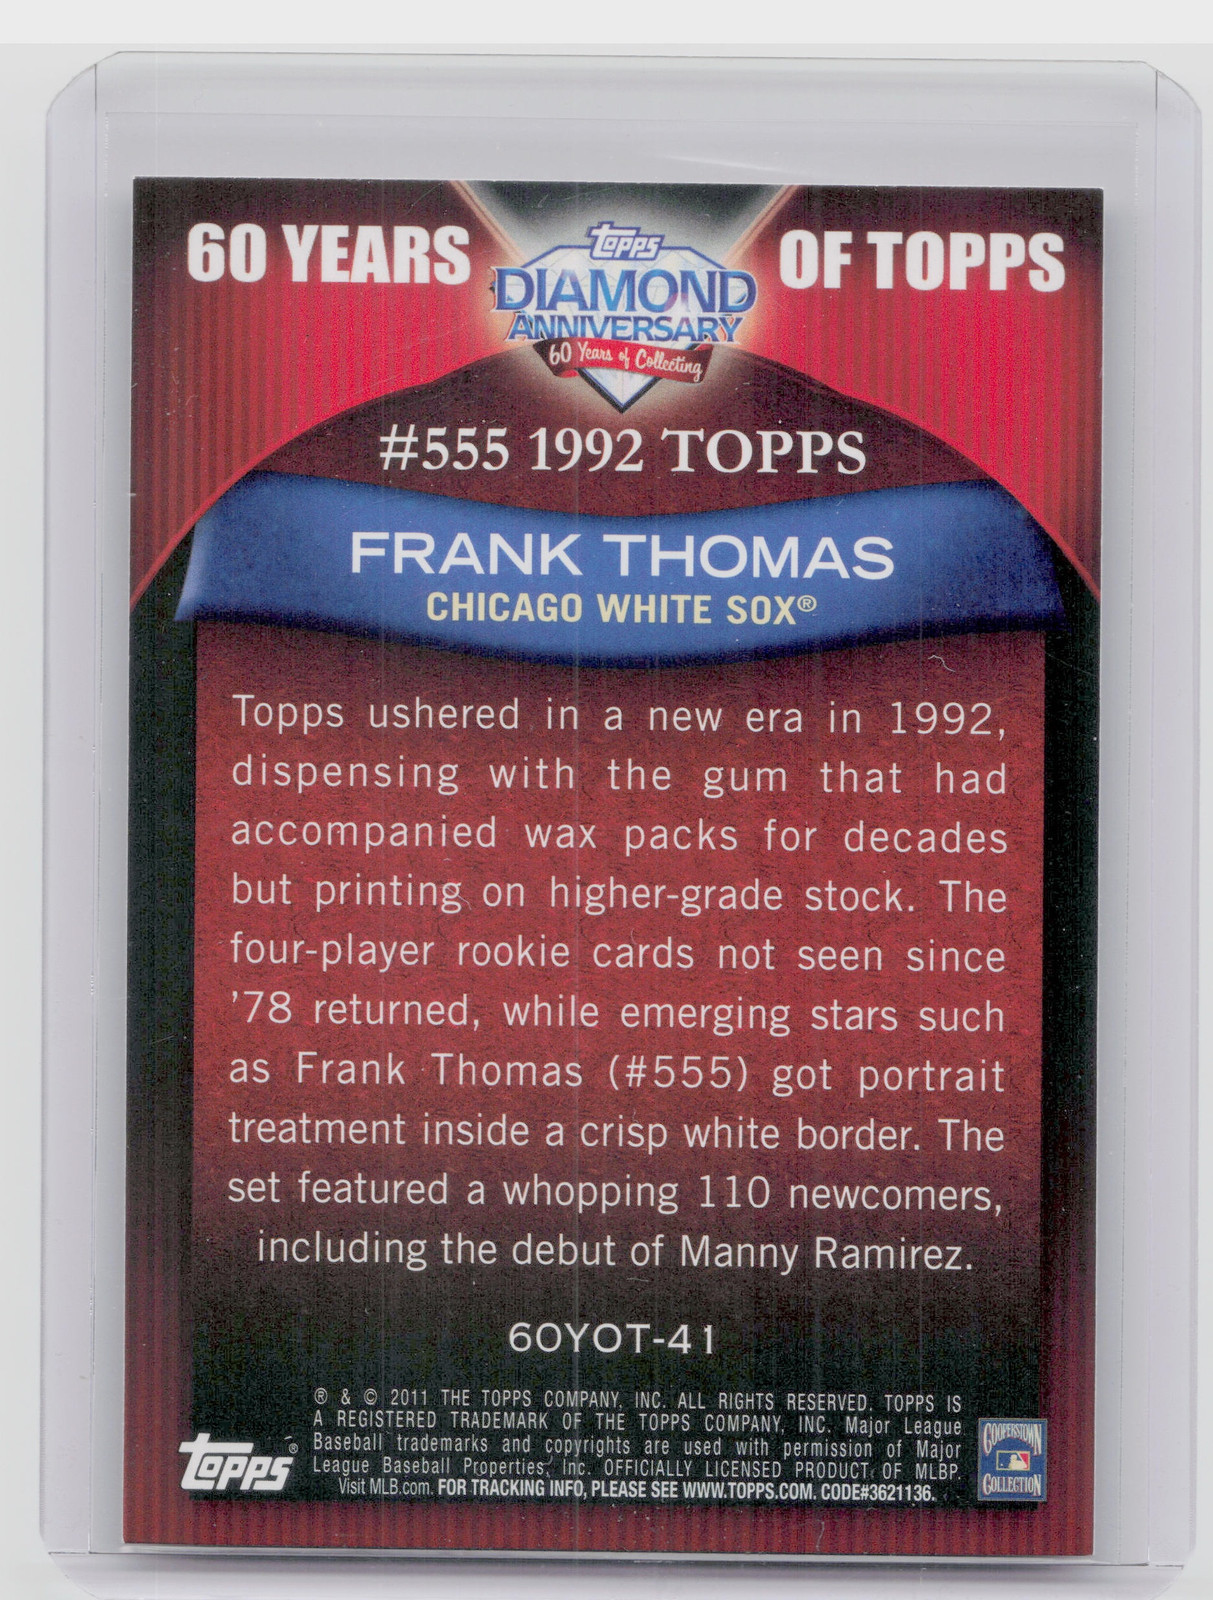 60 YEARS OF TOPPS
topps
DIAMOND
ANNIVERSARY
60 Years of Collecting
#555 1992 TOPPS
FRANK THOMAS
CHICAGO WHITE SOX®
Topps ushered in a new era in 1992,
dispensing with the gum that had
accompanied wax packs for decades
but printing on higher-grade stock. The
four-player rookie cards not seen since
'78 returned, while emerging stars such
as Frank Thomas (#555) got portrait
treatment inside a crisp white border. The
set featured a whopping 110 newcomers,
including the debut of Manny Ramirez.
60YOT-41
® & © 2011 THE TOPPS COMPANY, INC. ALL RIGHTS RESERVED. TOPPS IS
A REGISTERED TRADEMARK OF THE TOPPS COMPANY, INC. Major League
Baseball trademarks and copyrights are used with permission of Major
League Baseball Properties, Inc. OFFICIALLY LICENSED PRODUCT OF MLBP.
Visit MLB.com. FOR TRACKING INFO, PLEASE SEE WWW.TOPPS.COM. CODE#3621136.
topps®
COOPERSTOWN
COLLECTION